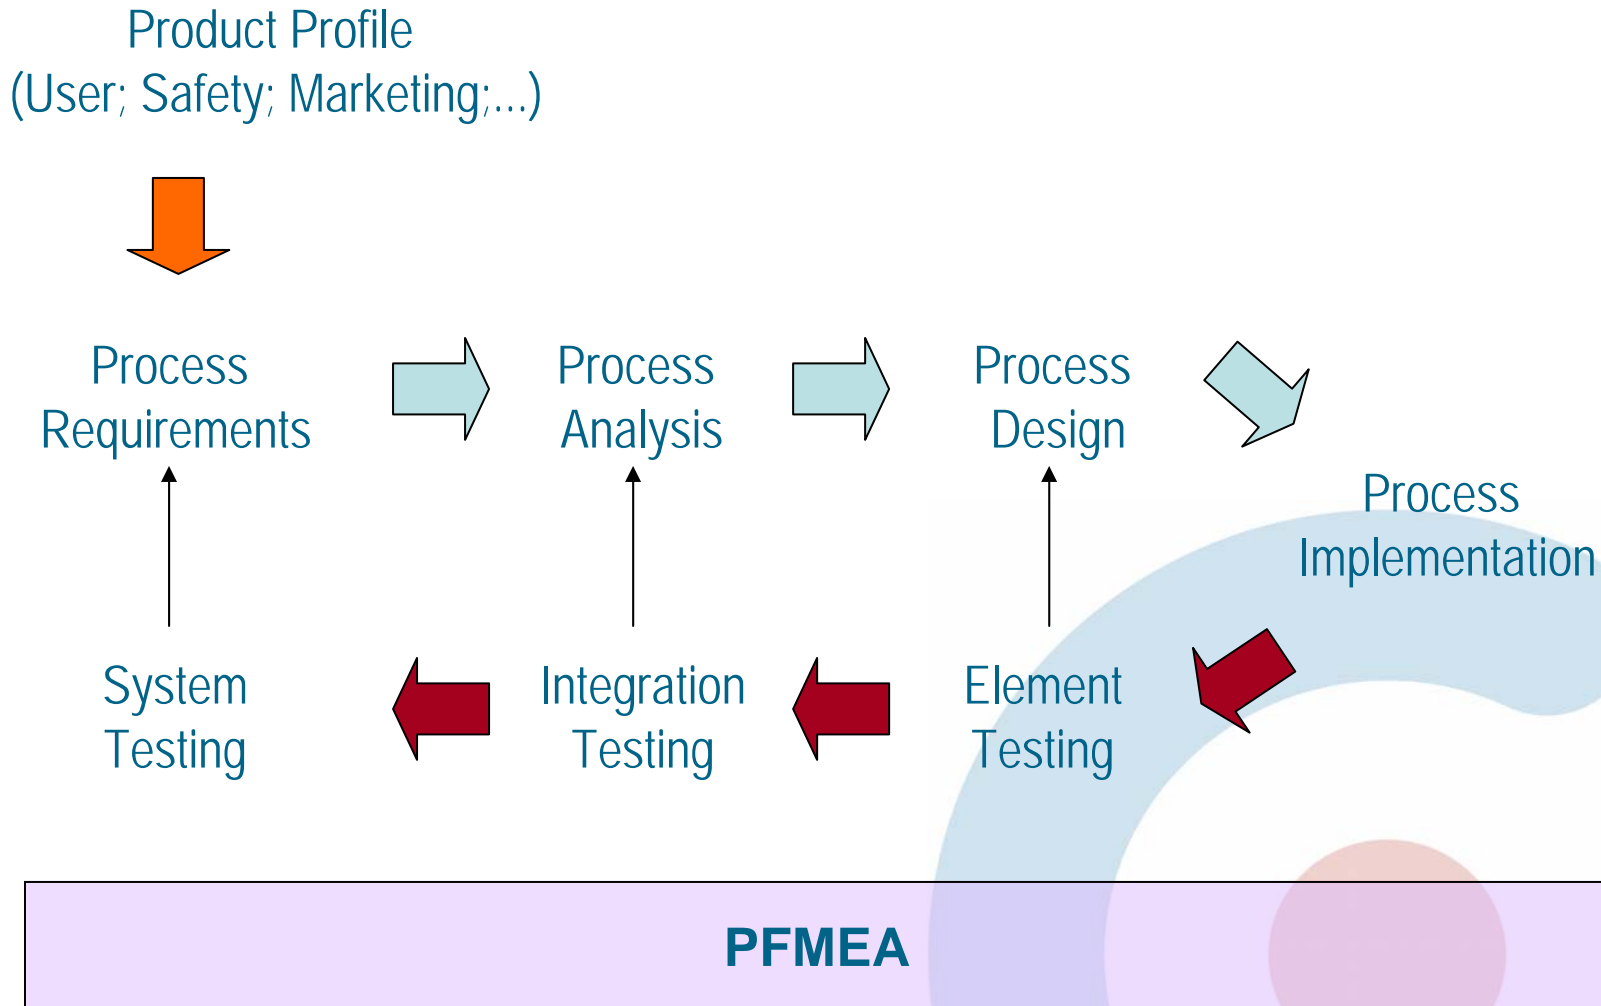 Product Profile
(User; Safety; Marketing;...)
Process
Requirements
Process
Analysis
Process
Design
Process
Implementation
System
Testing
Integration
Testing
Element
Testing
PFMEA